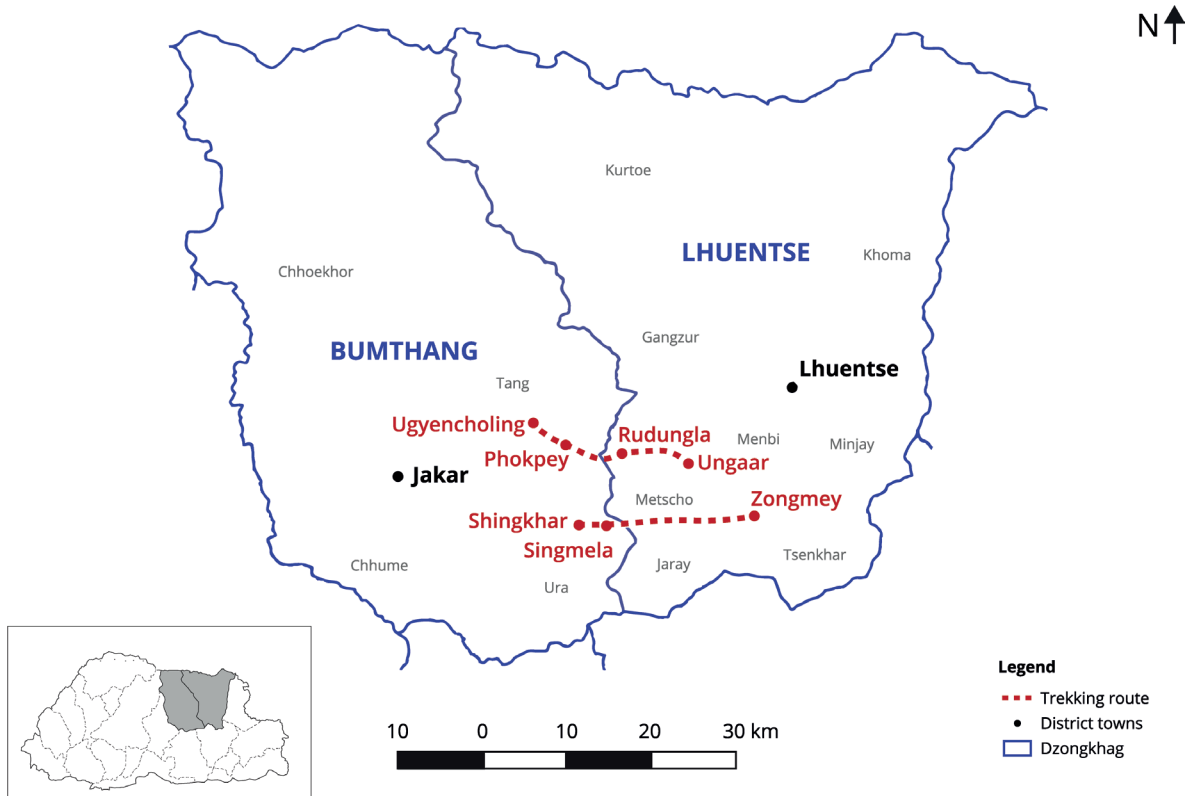 N
Kurtoe
LHUENTSE
Khoma
Chhoekhor
Gangzur
BUMTHANG
Lhuentse
Tang
Ugyencholing
Rudungla
Menbi
Minjay
Phokpey
Ungaar
Jakar
Metscho
Zongmey
Shingkhar
Singmela
Tsenkhar
Chhume
Jaray
Ura
Legend
Trekking route
District towns
Dzongkhag
10 0 10 20 30 km